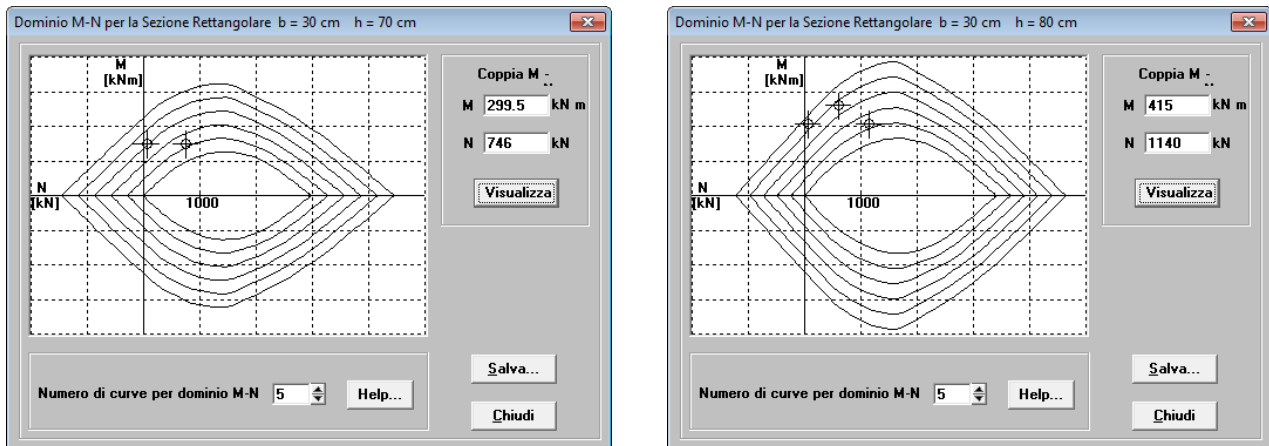 Dominio M-N per la Sezione Rettangolare b = 30 cm h = 70 cm
M
[kNm]
N
[kN]
1000
Coppia M -
M 299.5 kN m
N 746 kN
Visualizza
Numero di curve per dominio M-N 5 Help...
Salva...
Chiudi
Dominio M-N per la Sezione Rettangolare b = 30 cm h = 80 cm
M
[kNm]
N
[kN]
1000
Coppia M -
M 415 kN m
N 1140 kN
Visualizza
Numero di curve per dominio M-N 5 Help...
Salva...
Chiudi